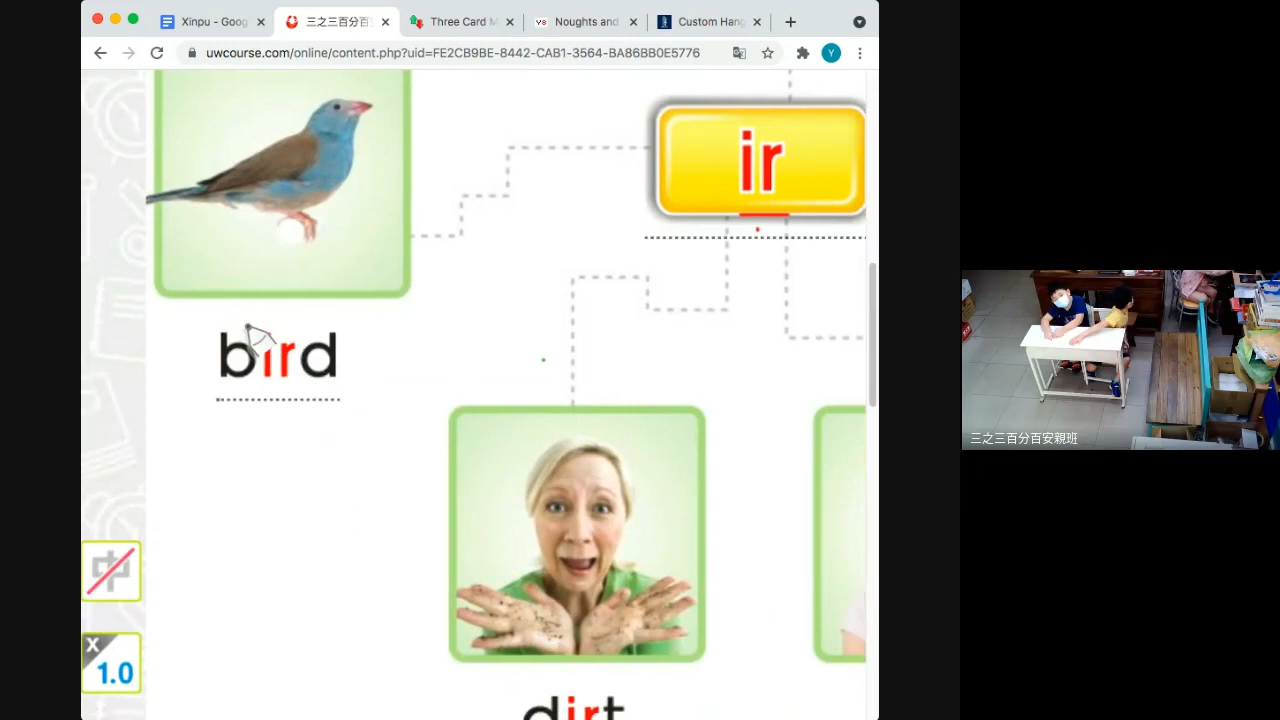 Xinpu - Goog
三之三百分百
Three Card M
Noughts and
Custom Hang
uwcourse.com/online/content.php?uid=FE2CB9BE-8442-CAB1-3564-BA86BB0E5776
Y
ir
bird
中
X
1.0
dirt
三之三百分百安親班